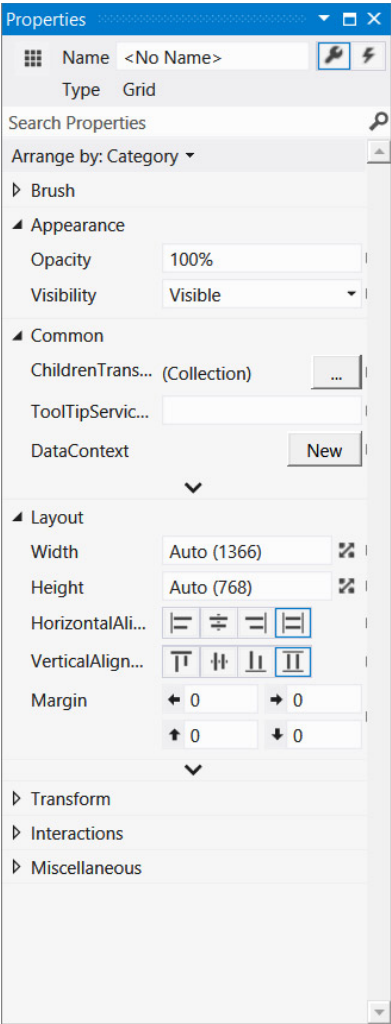 Properties
Name <No Name>
Type Grid
Search Properties
Arrange by: Category
Brush
Appearance
Opacity 100%
Visibility Visible
Common
ChildrenTrans... (Collection) ...
ToolTipServic...
DataContext New
Layout
Width Auto (1366)
Height Auto (768)
HorizontalAli...
VerticalAlign...
Margin 0 0
0 0
Transform
Interactions
Miscellaneous